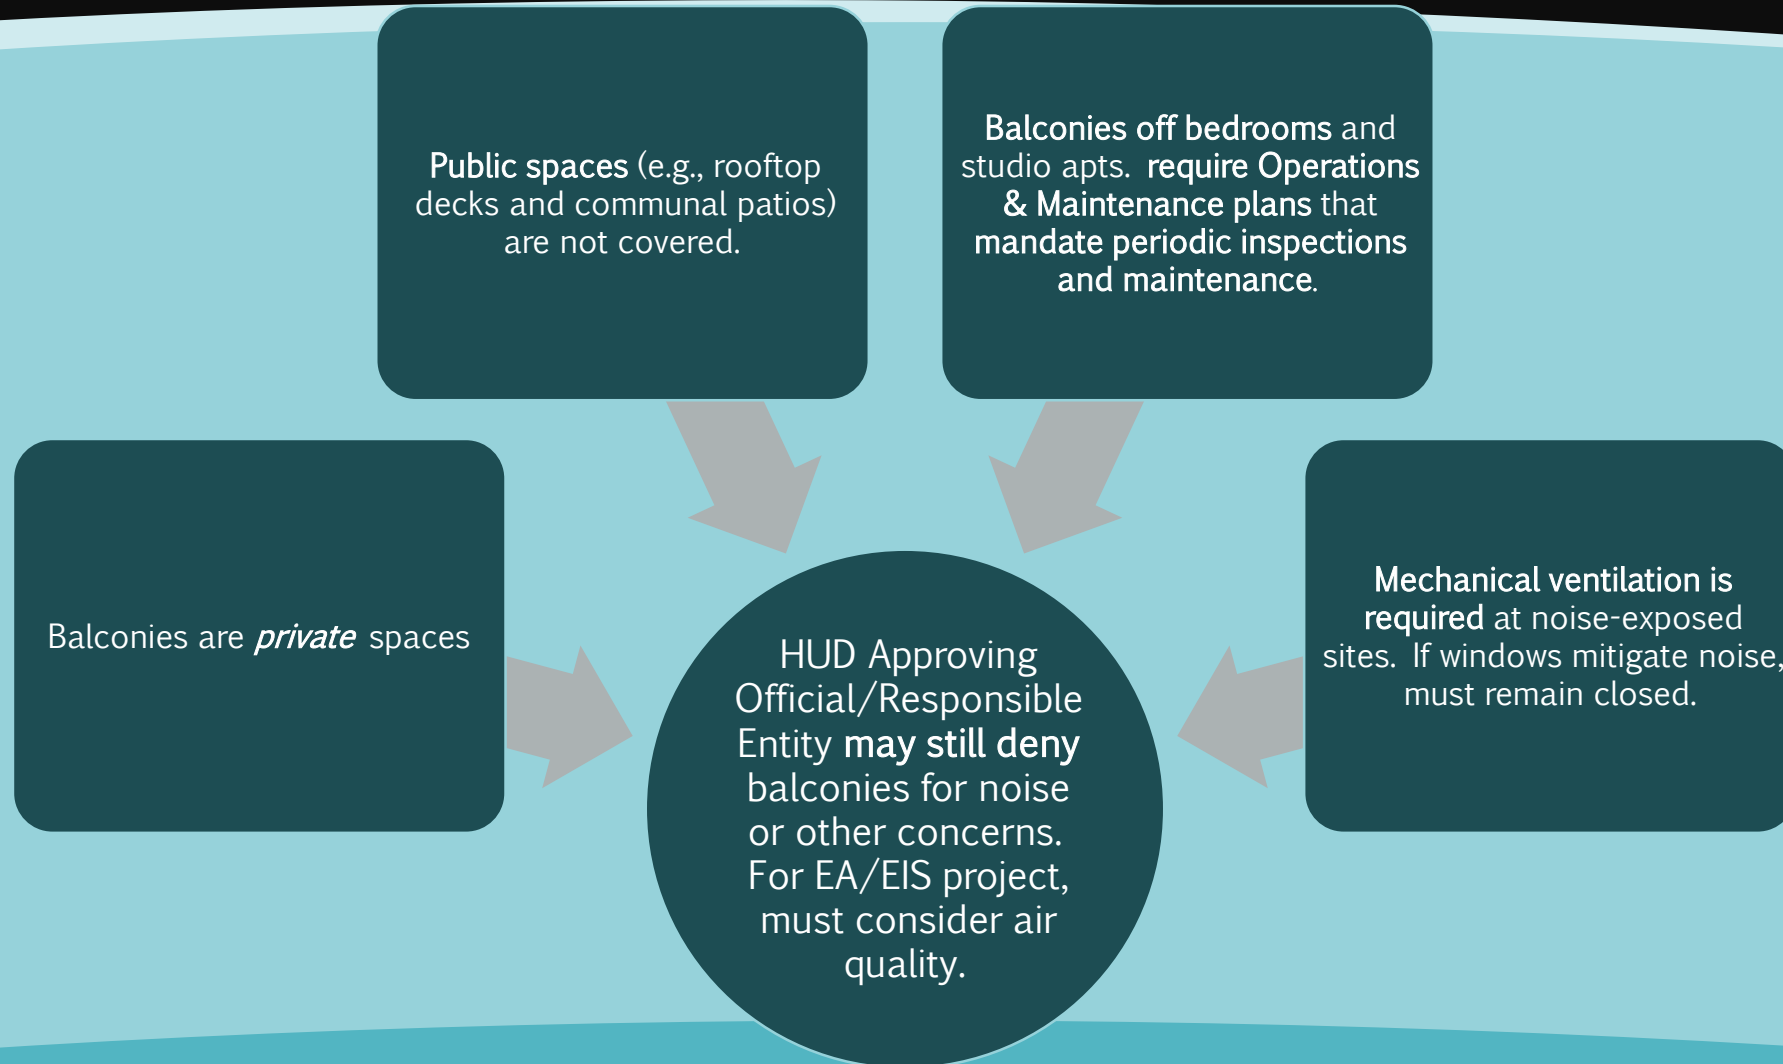 Public spaces (e.g., rooftop
decks and communal patios)
are not covered.
Balconies off bedrooms and
studio apts.  require Operations
& Maintenance plans that
mandate periodic inspections
and maintenance.
Balconies are private spaces
Mechanical ventilation is
required at noise-exposed
sites.  If windows mitigate noise,
must remain closed.
HUD Approving
Official/Responsible
Entity may still deny
balconies for noise
or other concerns.
For EA/EIS project,
must consider air
quality.